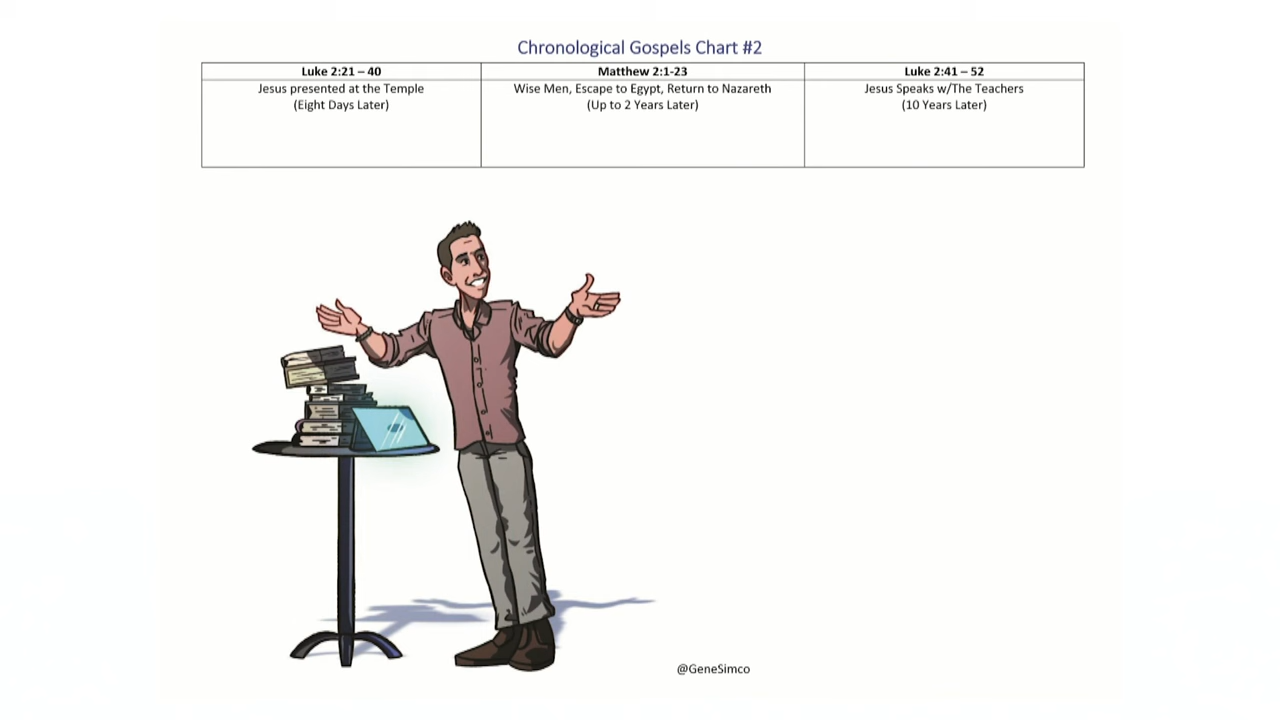 Chronological Gospels Chart #2
Luke 2:21 – 40
Matthew 2:1-23
Luke 2:41 – 52
Jesus presented at the Temple
(Eight Days Later)
Wise Men, Escape to Egypt, Return to Nazareth
(Up to 2 Years Later)
Jesus Speaks w/The Teachers
(10 Years Later)
@GeneSimco